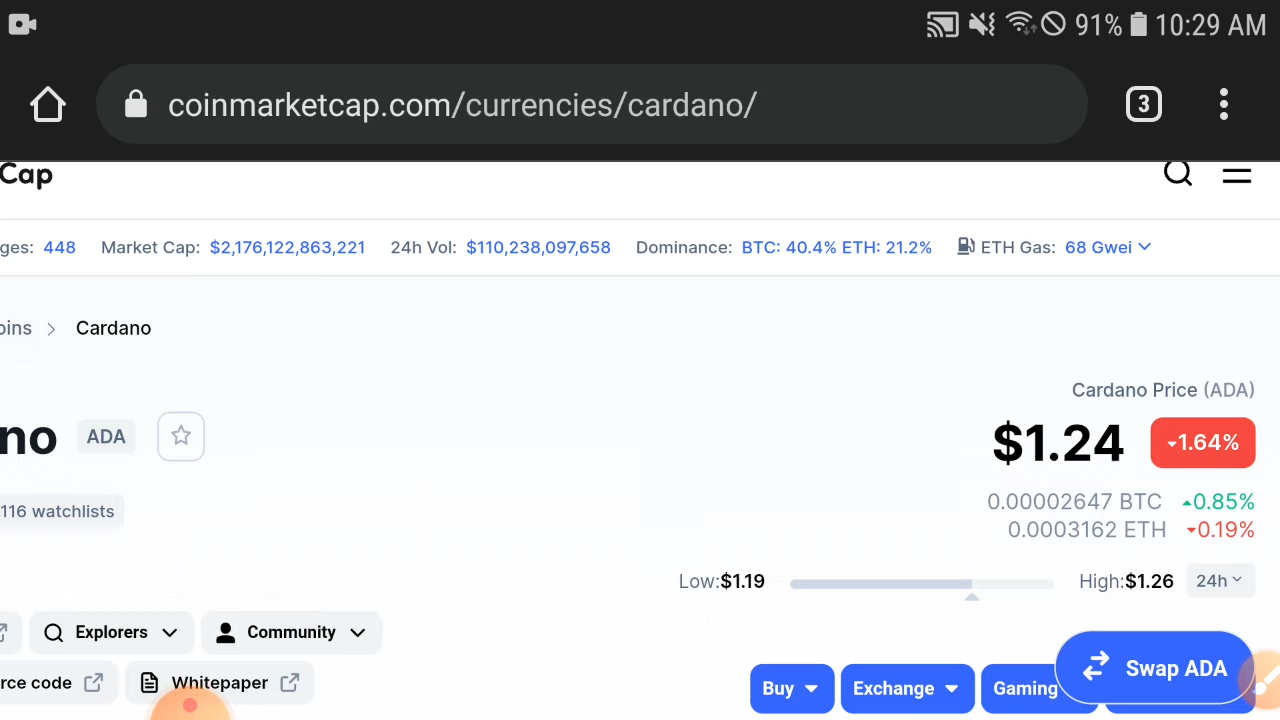 91% 10:29 AM
coinmarketcap.com/currencies/cardano/ 3
Cap
ges: 448 Market Cap: $2,176,122,863,221 24h Vol: $110,238,097,658 Dominance: BTC: 40.4% ETH: 21.2% ETH Gas: 68 Gwei
oins > Cardano
Cardano Price (ADA)
no ADA $1.24 1.64%
0.00002647 BTC 0.85%
116 watchlists
0.0003162 ETH 0.19%
Low:$1.19 High:$1.26 24h
Explorers Community
rce code Whitepaper Swap ADA
Buy Exchange Gaming